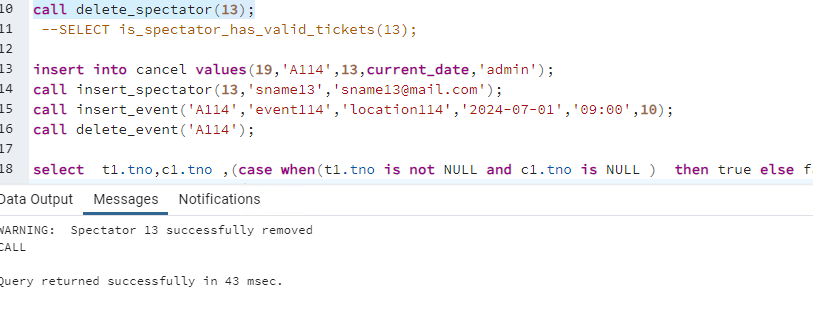 10 call delete_spectator(13);
11 --SELECT is_spectator_has_valid_tickets(13);
12
13 insert into cancel values(19,'A114',13,current_date,'admin');
14 call insert_spectator(13,'sname13','sname13@mail.com');
15 call insert_event('A114','event114','location114','2024-07-01','09:00',10);
16 call delete_event('A114');
17
18 select t1.tno,c1.tno ,(case when(t1.tno is not NULL and c1.tno is NULL ) then true else f
Data Output Messages Notifications
WARNING: Spectator 13 successfully removed
CALL
Query returned successfully in 43 msec.